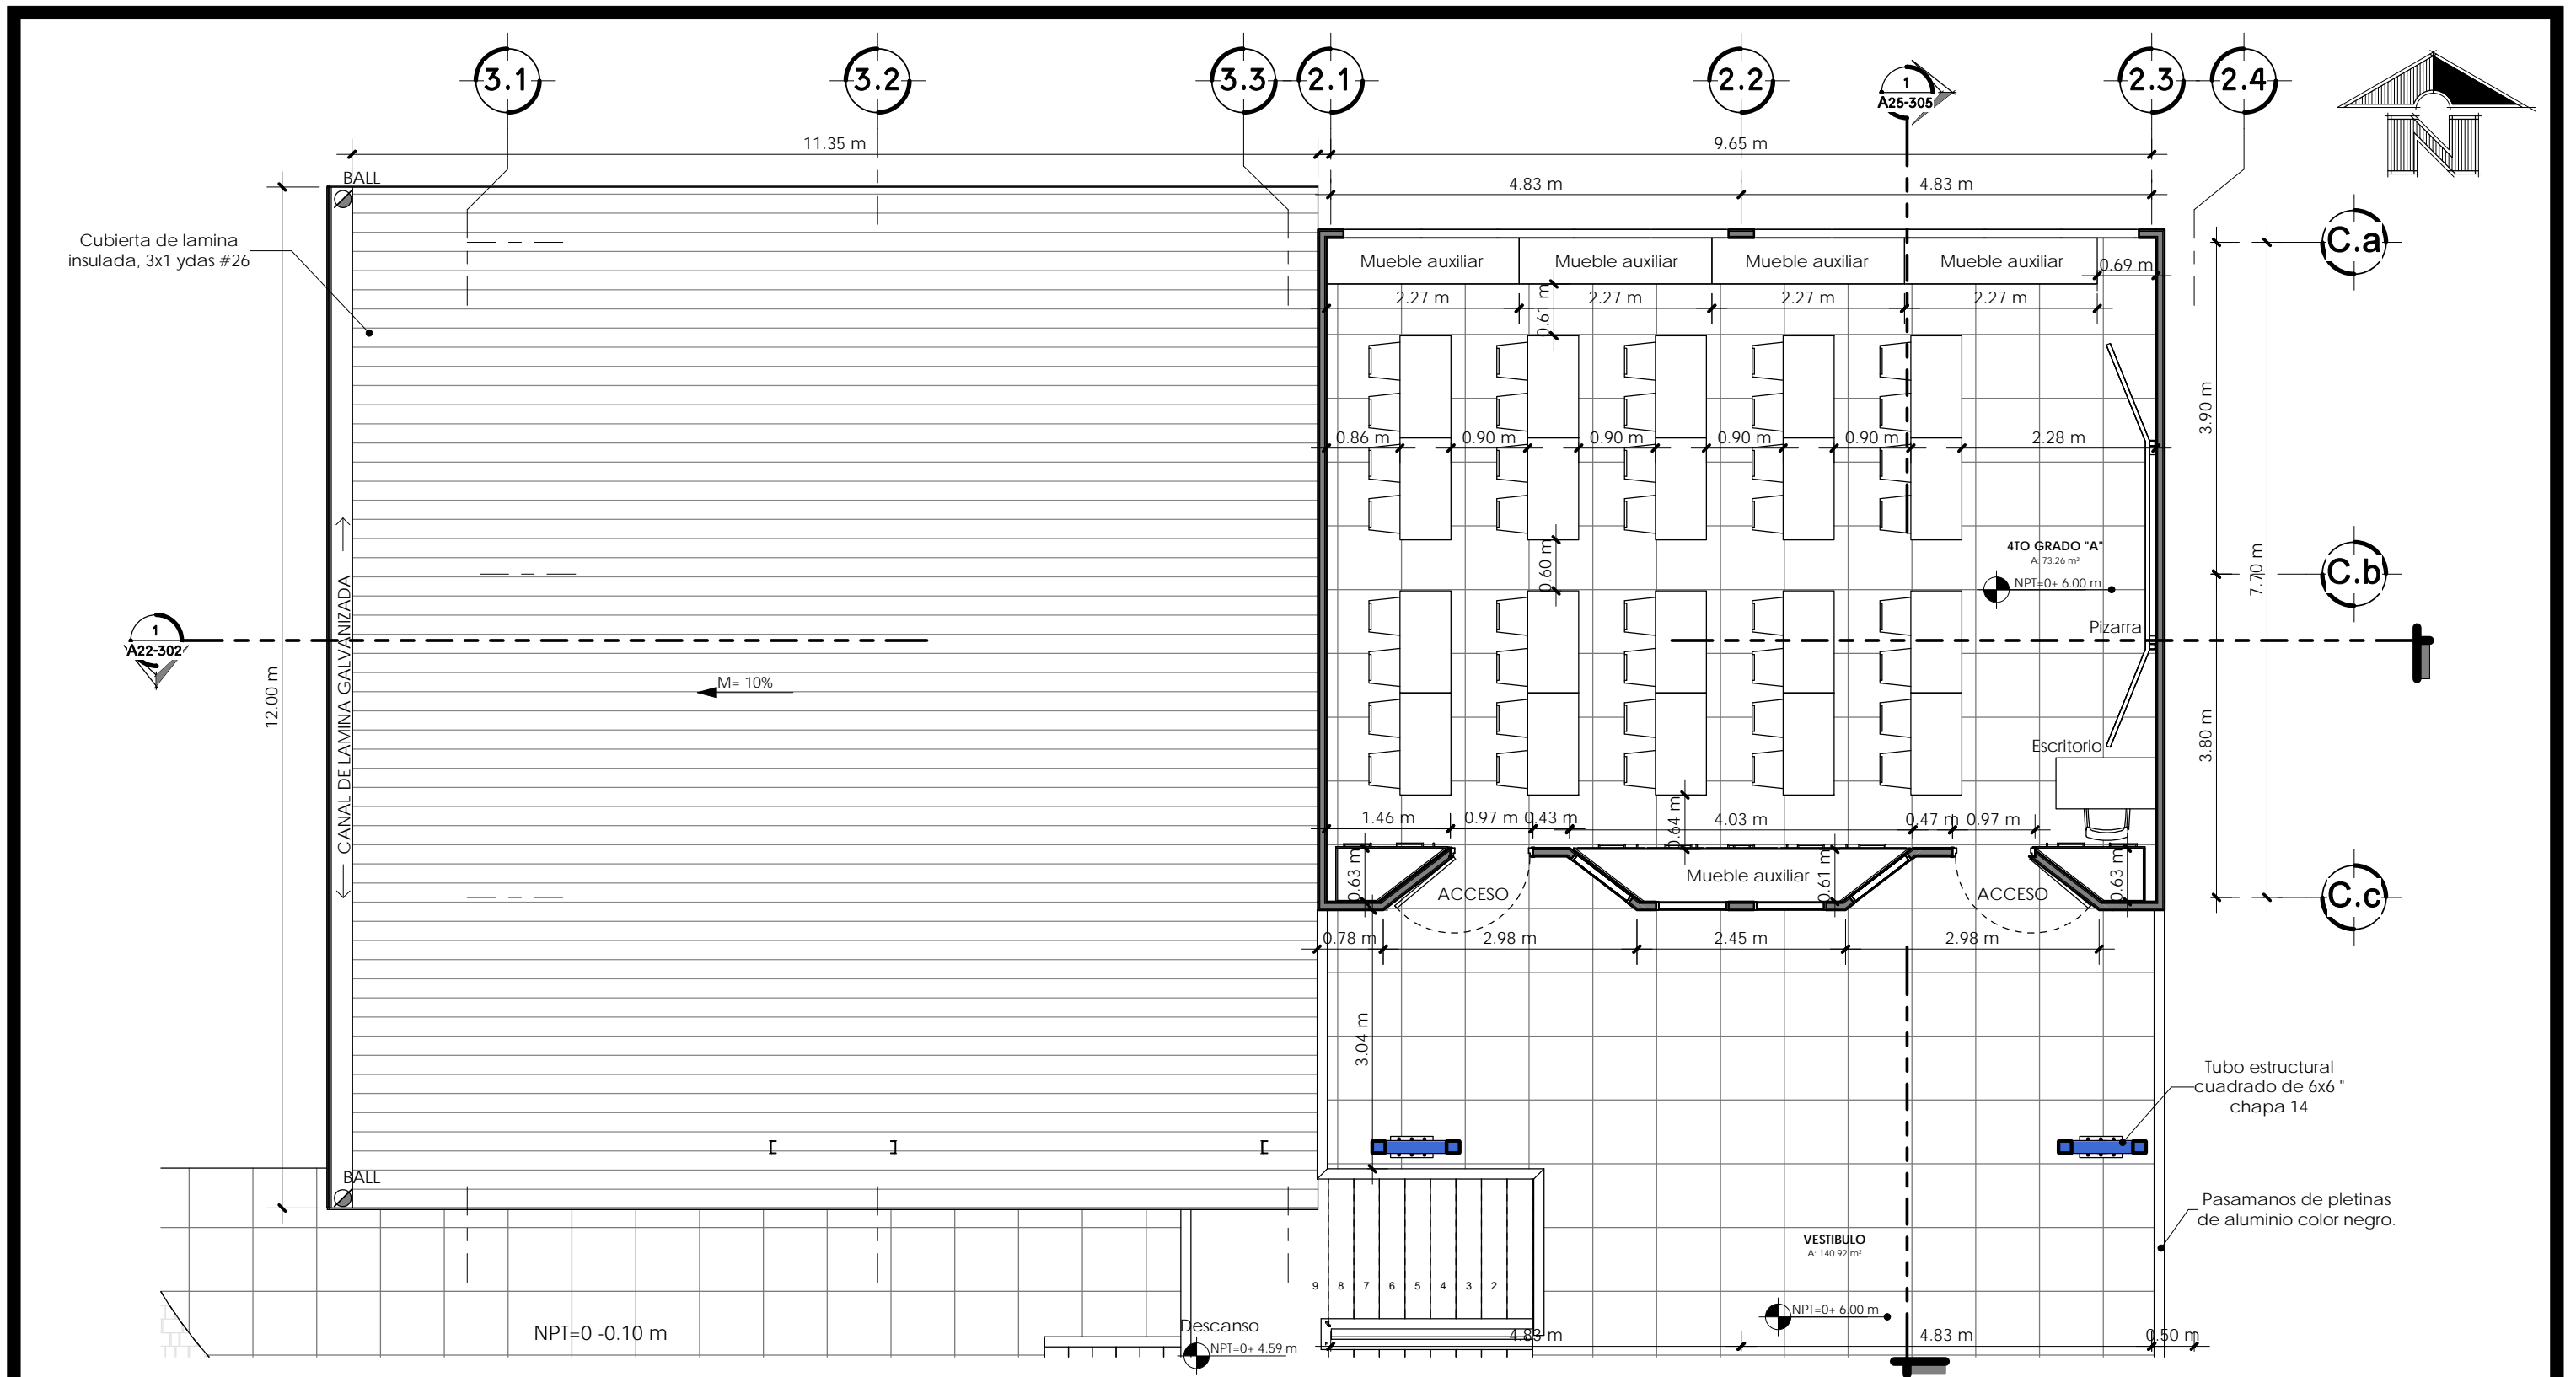 3.1
3.2
3.3
2.1
2.2
1
A25-305
2.3
2.4
N
11.35 m
9.65 m
4.83 m
4.83 m
BALL
C.a
Cubierta de lamina
insulada, 3x1 ydas #26
Mueble auxiliar
Mueble auxiliar
Mueble auxiliar
Mueble auxiliar
0.69 m
2.27 m
2.27 m
2.27 m
2.27 m
0.61 m
3.90 m
0.86 m
0.90 m
0.90 m
0.90 m
0.90 m
2.28 m
4TO GRADO "A"
A: 73.26 m²
NPT=0+ 6.00 m
0.60 m
7.70 m
C.b
Pizarra
1
A22-302
12.00 m
CANAL DE LAMINA GALVANIZADA
M= 10%
3.80 m
Escritorio
1.46 m
0.97 m
0.43 m
0.64 m
4.03 m
0.47 m
0.97 m
0.63 m
ACCESO
Mueble auxiliar
0.61 m
ACCESO
0.63 m
C.c
0.78 m
2.98 m
2.45 m
2.98 m
3.04 m
Tubo estructural
cuadrado de 6x6 "
chapa 14
BALL
Pasamanos de pletinas
de aluminio color negro.
VESTIBULO
A: 140.92 m²
9 8 7 6 5 4 3 2
NPT=0+ 6.00 m
NPT=0 -0.10 m
Descanso
NPT=0+ 4.59 m
4.83 m
4.83 m
0.50 m